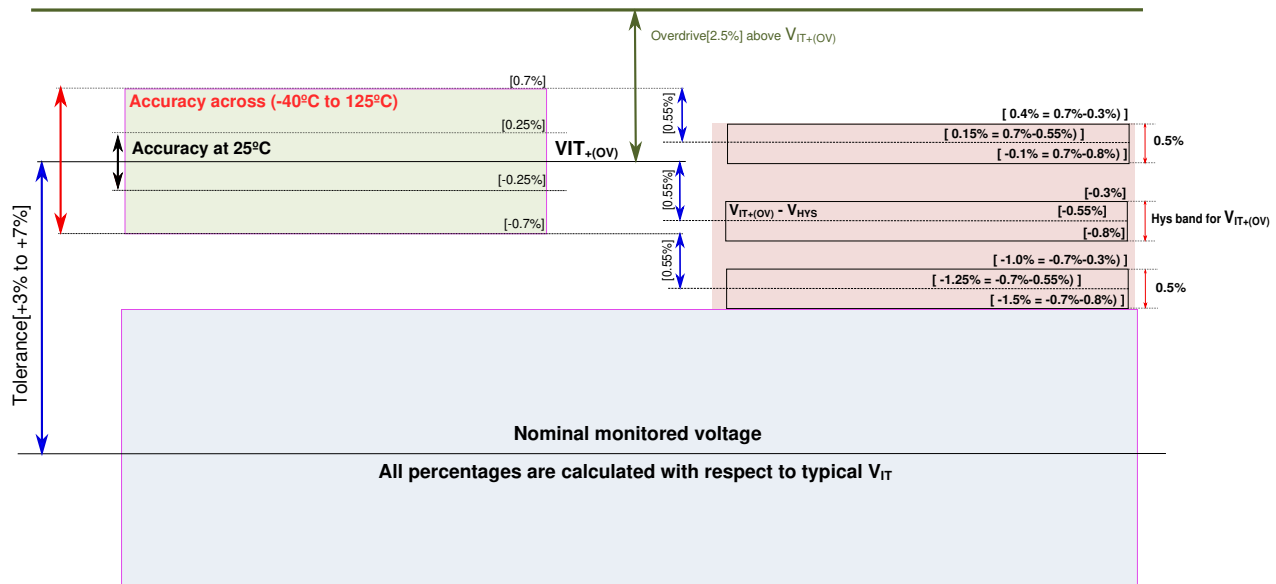 Overdrive[2.5%] above VIT+(OV)
[0.7%]
Accuracy across (-40ºC to 125ºC)
[0.55%]
[ 0.4% = 0.7%-0.3%) ]
[0.25%]
[ 0.15% = 0.7%-0.55%) ]
0.5%
Accuracy at 25ºC
VIT+(OV)
[ -0.1% = 0.7%-0.8%) ]
[-0.25%]
[0.55%]
[-0.3%]
VIT+(OV) - VHYS
[-0.55%]
Hys band for VIT+(OV)
[-0.7%]
[-0.8%]
Tolerance[+3% to +7%]
[0.55%]
[ -1.0% = -0.7%-0.3%) ]
[ -1.25% = -0.7%-0.55%) ]
0.5%
[ -1.5% = -0.7%-0.8%) ]
Nominal monitored voltage
All percentages are calculated with respect to typical VIT